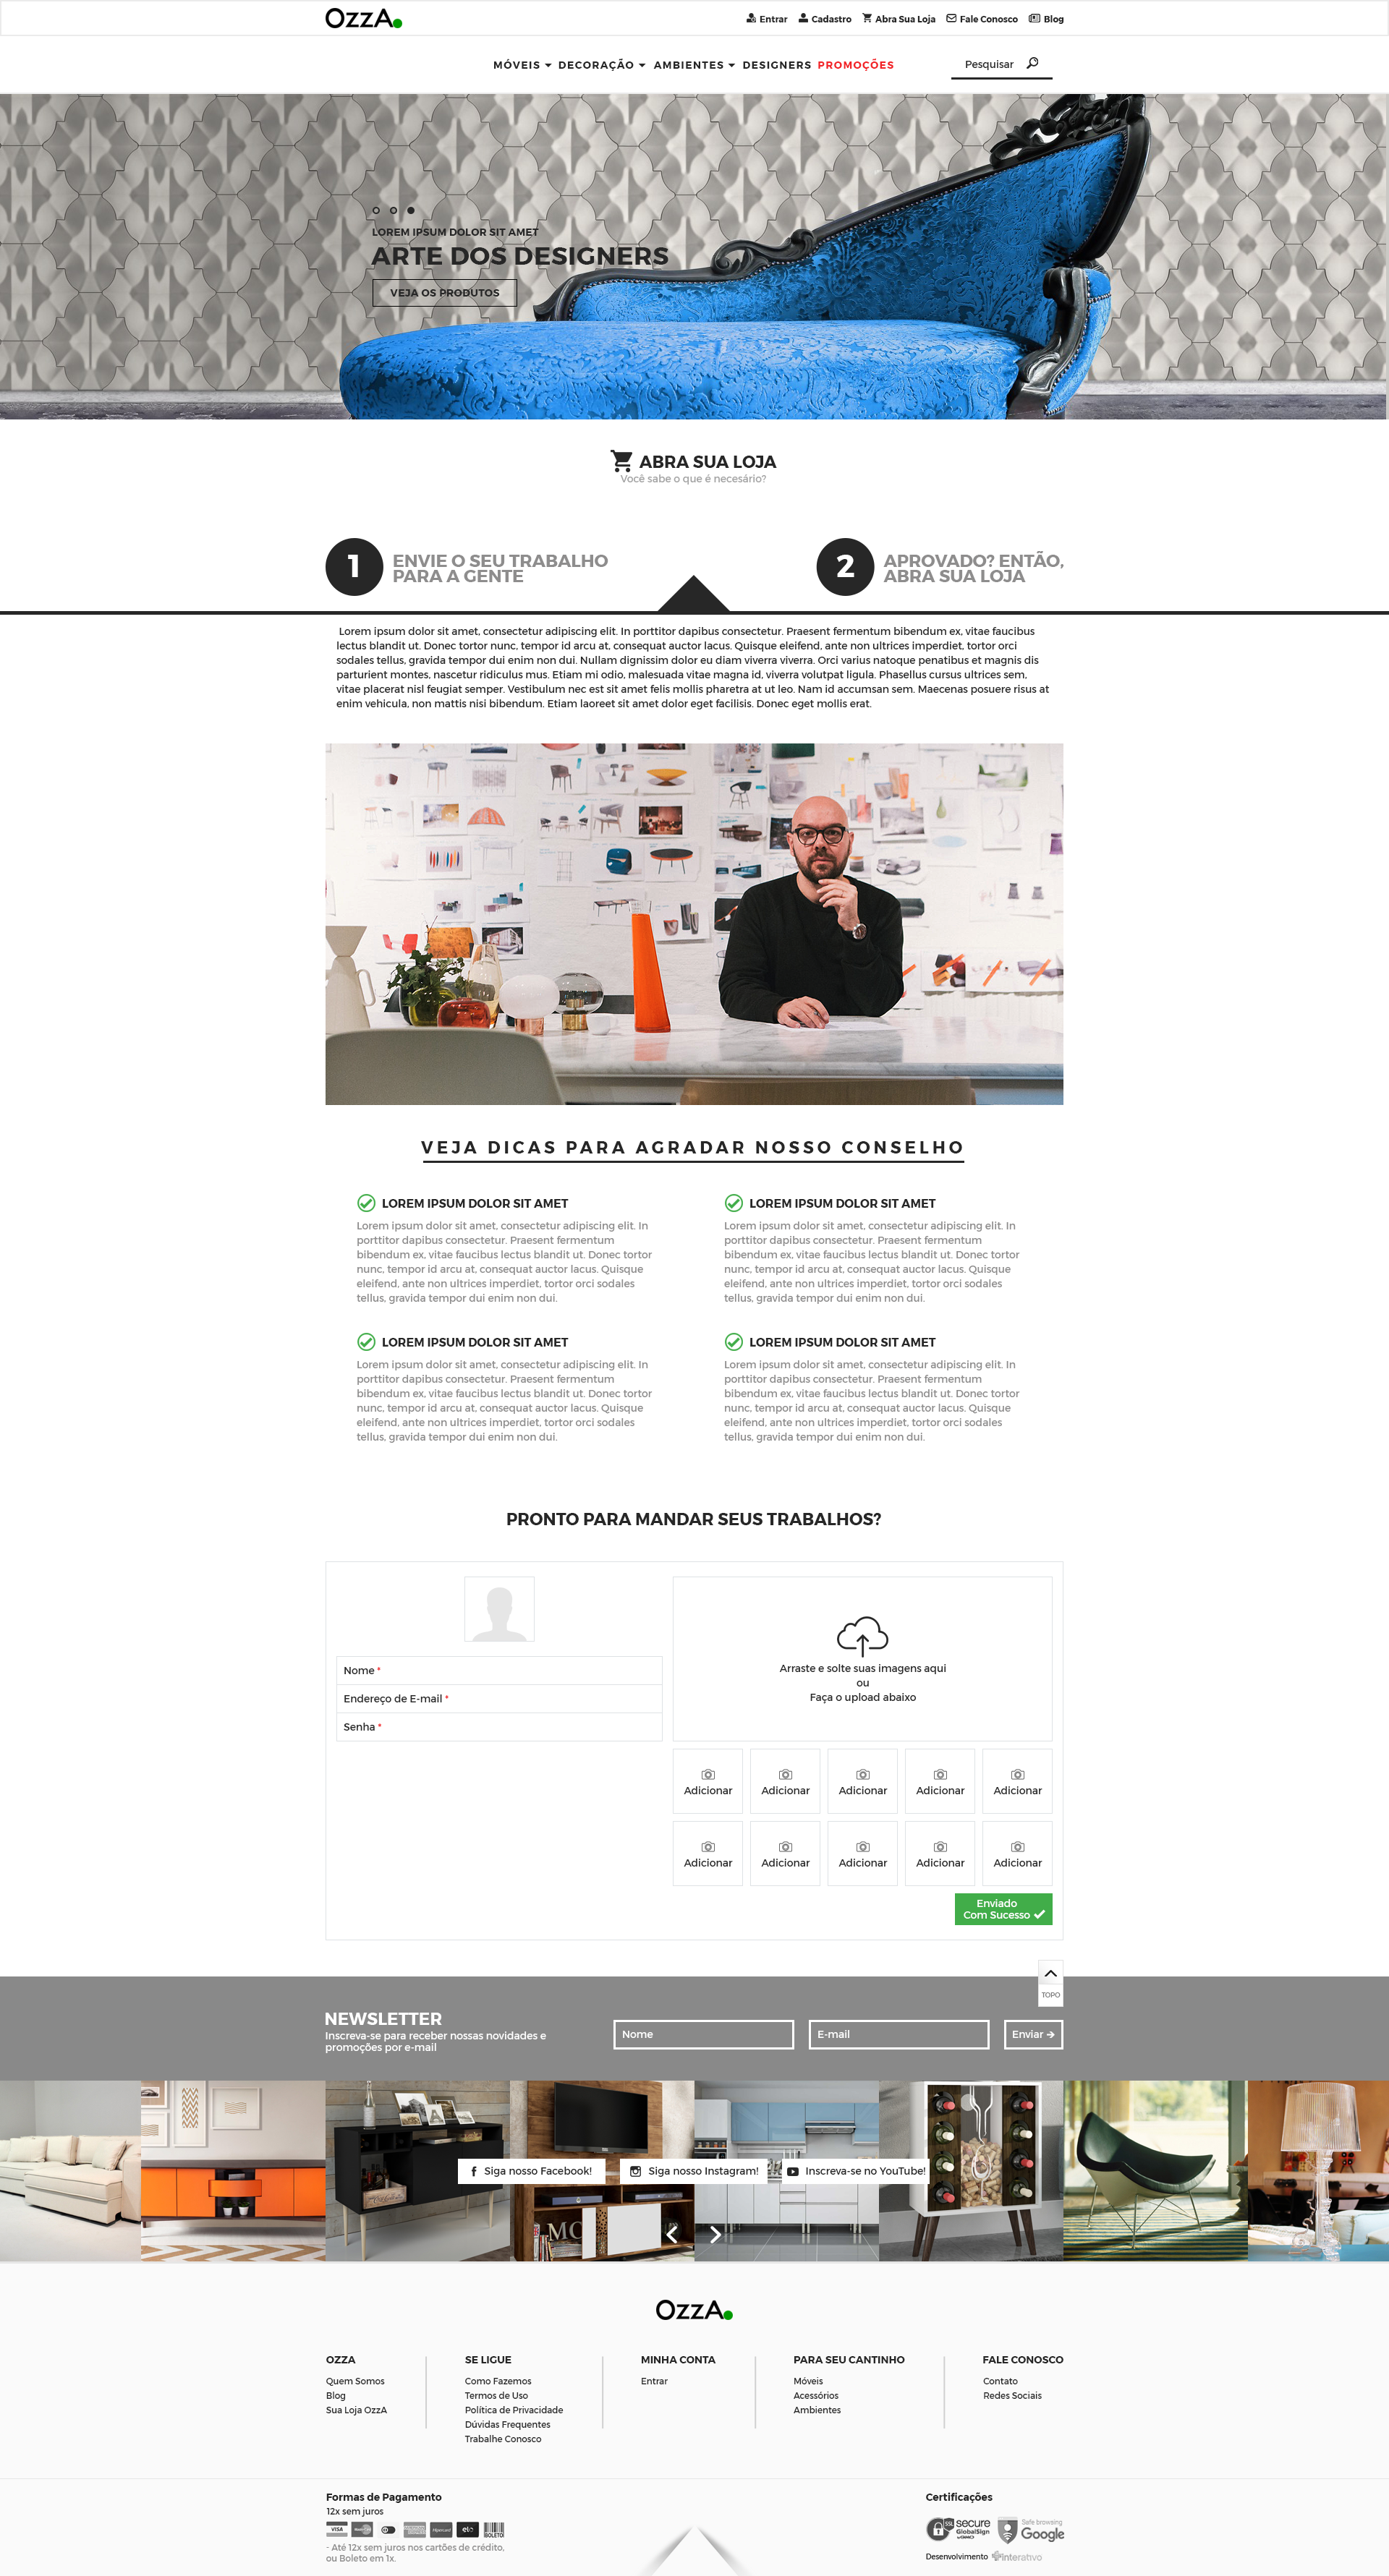 OzzA.
Entrar Cadastro Abra Sua Loja Fale Conosco Blog
MÓVEIS DECORAÇÃO AMBIENTES DESIGNERS PROMOÇÕES
Pesquisar
LOREM IPSUM DOLOR SIT AMET
ARTE DOS DESIGNERS
VEJA OS PRODUTOS
ABRA SUA LOJA
Você sabe o que é necesário?
1
ENVIE O SEU TRABALHO
PARA A GENTE
2
APROVADO? ENTÃO,
ABRA SUA LOJA
Lorem ipsum dolor sit amet, consectetur adipiscing elit. In porttitor dapibus consectetur. Praesent fermentum bibendum ex, vitae faucibus
lectus blandit ut. Donec tortor nunc, tempor id arcu at, consequat auctor lacus. Quisque eleifend, ante non ultrices imperdiet, tortor orci
sodales tellus, gravida tempor dui enim non dui. Nullam dignissim dolor eu diam viverra viverra. Orci varius natoque penatibus et magnis dis
parturient montes, nascetur ridiculus mus. Etiam mi odio, malesuada vitae magna id, viverra volutpat ligula. Phasellus cursus ultrices sem,
vitae placerat nisl feugiat semper. Vestibulum nec est sit amet felis mollis pharetra at ut leo. Nam id accumsan sem. Maecenas posuere risus at
enim vehicula, non mattis nisi bibendum. Etiam laoreet sit amet dolor eget facilisis. Donec eget mollis erat.
VEJA DICAS PARA AGRADAR NOSSO CONSELHO
LOREM IPSUM DOLOR SIT AMET
Lorem ipsum dolor sit amet, consectetur adipiscing elit. In
porttitor dapibus consectetur. Praesent fermentum
bibendum ex, vitae faucibus lectus blandit ut. Donec tortor
nunc, tempor id arcu at, consequat auctor lacus. Quisque
eleifend, ante non ultrices imperdiet, tortor orci sodales
tellus, gravida tempor dui enim non dui.
LOREM IPSUM DOLOR SIT AMET
Lorem ipsum dolor sit amet, consectetur adipiscing elit. In
porttitor dapibus consectetur. Praesent fermentum
bibendum ex, vitae faucibus lectus blandit ut. Donec tortor
nunc, tempor id arcu at, consequat auctor lacus. Quisque
eleifend, ante non ultrices imperdiet, tortor orci sodales
tellus, gravida tempor dui enim non dui.
LOREM IPSUM DOLOR SIT AMET
Lorem ipsum dolor sit amet, consectetur adipiscing elit. In
porttitor dapibus consectetur. Praesent fermentum
bibendum ex, vitae faucibus lectus blandit ut. Donec tortor
nunc, tempor id arcu at, consequat auctor lacus. Quisque
eleifend, ante non ultrices imperdiet, tortor orci sodales
tellus, gravida tempor dui enim non dui.
LOREM IPSUM DOLOR SIT AMET
Lorem ipsum dolor sit amet, consectetur adipiscing elit. In
porttitor dapibus consectetur. Praesent fermentum
bibendum ex, vitae faucibus lectus blandit ut. Donec tortor
nunc, tempor id arcu at, consequat auctor lacus. Quisque
eleifend, ante non ultrices imperdiet, tortor orci sodales
tellus, gravida tempor dui enim non dui.
PRONTO PARA MANDAR SEUS TRABALHOS?
Nome *
Endereço de E-mail *
Senha *
Arraste e solte suas imagens aqui
ou
Faça o upload abaixo
Adicionar Adicionar Adicionar Adicionar Adicionar
Adicionar Adicionar Adicionar Adicionar Adicionar
Enviado
Com Sucesso
TOPO
NEWSLETTER
Inscreva-se para receber nossas novidades e
promoções por e-mail
Nome
E-mail
Enviar
Siga nosso Facebook!
Siga nosso Instagram!
Inscreva-se no YouTube!
OzzA.
OZZA
Quem Somos
Blog
Sua Loja OzzA
SE LIGUE
Como Fazemos
Termos de Uso
Política de Privacidade
Dúvidas Frequentes
Trabalhe Conosco
MINHA CONTA
Entrar
PARA SEU CANTINHO
Móveis
Acessórios
Ambientes
FALE CONOSCO
Contato
Redes Sociais
Formas de Pagamento
12x sem juros
VISA
elo
BOLETO
- Até 12x sem juros nos cartões de crédito,
ou Boleto em 1x.
Certificações
SSL secure
GlobalSign
Safe browsing
Google
Desenvolvimento interativo